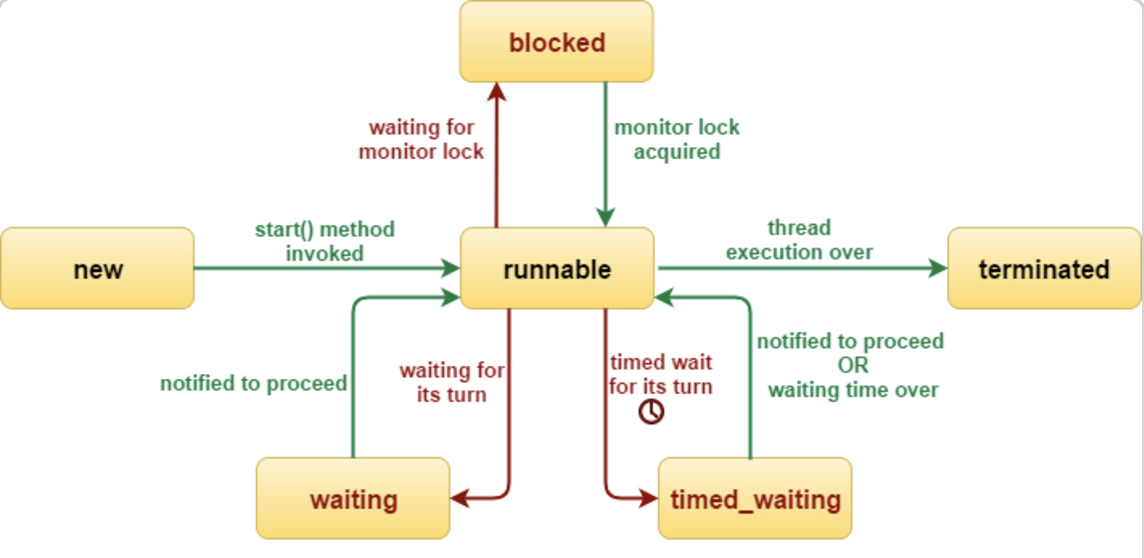 blocked
waiting for
monitor lock
monitor lock
acquired
start() method
invoked
thread
execution over
new
runnable
terminated
notified to proceed
waiting for
its turn
timed wait
for its turn
notified to proceed
OR
waiting time over
waiting
timed_waiting